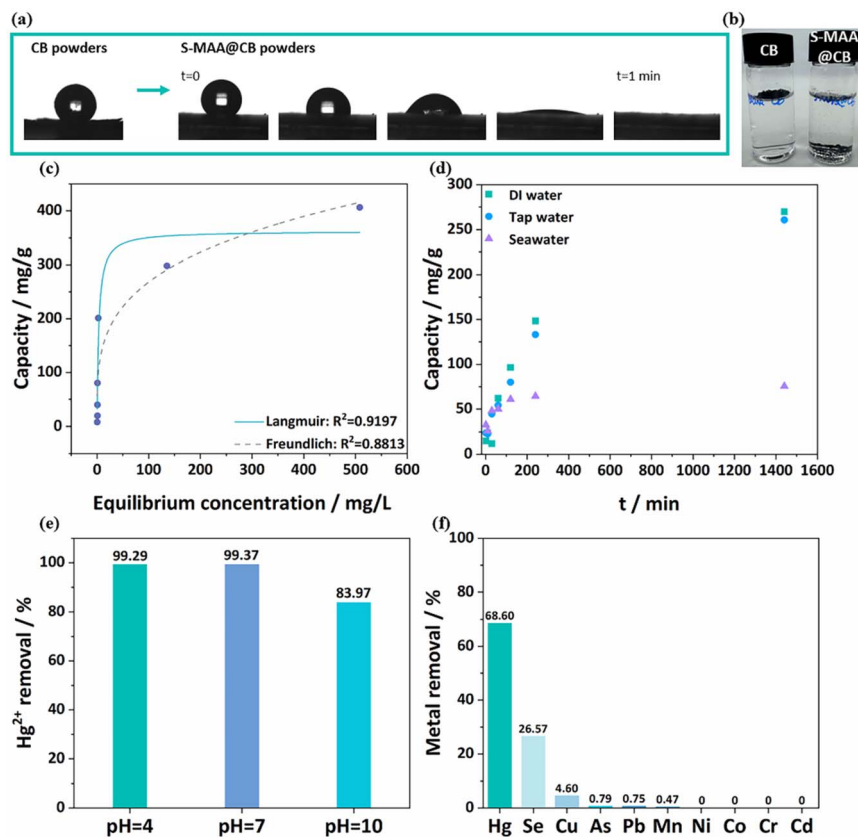 (a)
CB powders
S-MAA@CB powders
t=0
t=1 min
(b)
CB
S-MAA
@CB
(c)
Capacity / mg/g
400
300
200
100
0
Langmuir: R²=0.9197
Freundlich: R²=0.8813
0 100 200 300 400 500 600
Equilibrium concentration / mg/L
(d)
Capacity / mg/g
300
250
200
150
100
50
0
DI water
Tap water
Seawater
0 200 400 600 800 1000 1200 1400 1600
t / min
(e)
Hg²⁺ removal / %
100
80
60
40
20
0
99.29
99.37
83.97
pH=4 pH=7 pH=10
(f)
Metal removal / %
100
80
60
40
20
0
68.60
26.57
4.60
0.79
0.75
0.47
0
0
0
0
Hg Se Cu As Pb Mn Ni Co Cr Cd